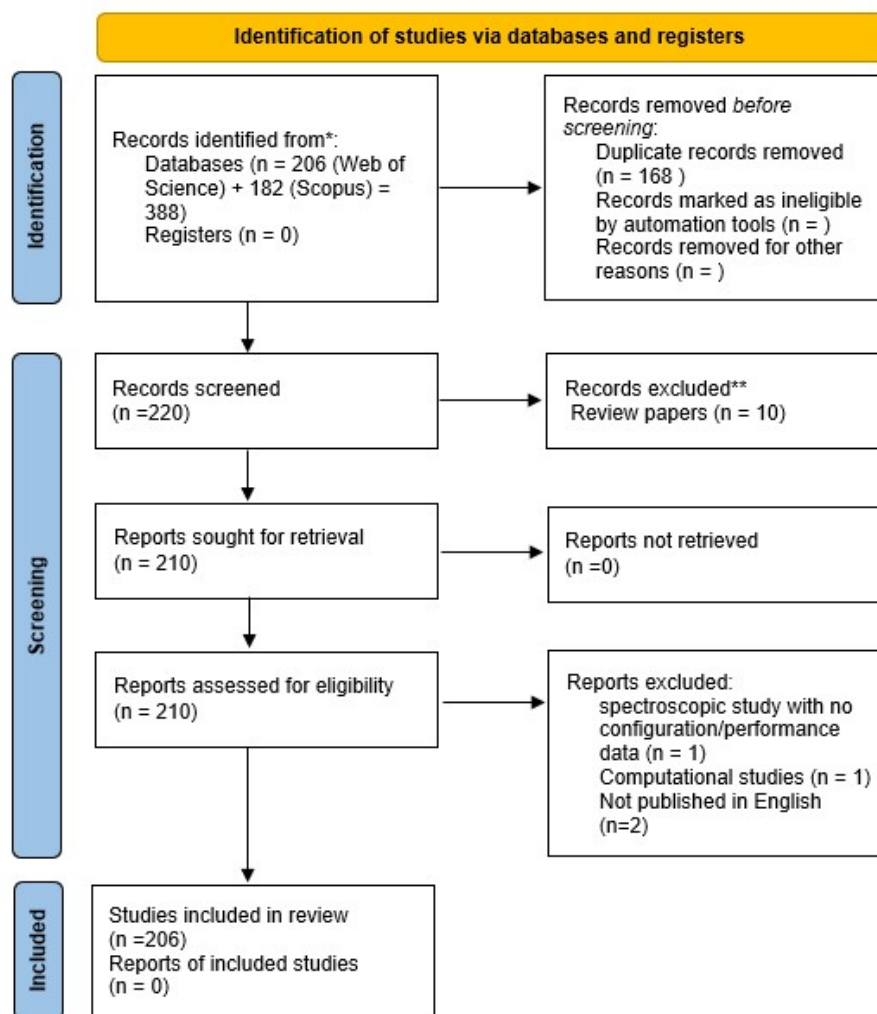 Identification of studies via databases and registers
Identification
Records identified from*:
Databases (n = 206 (Web of
Science) + 182 (Scopus) =
388)
Registers (n = 0)
Records removed before
screening:
Duplicate records removed
(n = 168 )
Records marked as ineligible
by automation tools (n = )
Records removed for other
reasons (n = )
Screening
Records screened
(n =220)
Records excluded**
Review papers (n = 10)
Reports sought for retrieval
(n = 210)
Reports not retrieved
(n =0)
Reports assessed for eligibility
(n = 210)
Reports excluded:
spectroscopic study with no
configuration/performance
data (n = 1)
Computational studies (n = 1)
Not published in English
(n=2)
Included
Studies included in review
(n =206)
Reports of included studies
(n = 0)